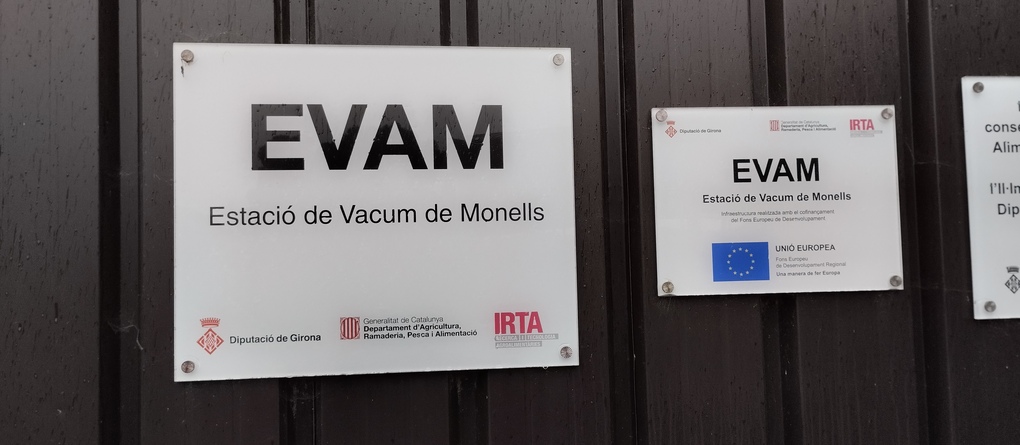 EVAM
Estació de Vacum de Monells
Diputació de Girona
Generalitat de Catalunya
Departament d'Agricultura,
Ramaderia, Pesca i Alimentació
IRTA
Diputació de Girona
Generalitat de Catalunya
Departament d'Agricultura,
Ramaderia, Pesca i Alimentació
IRTA
EVAM
Estació de Vacum de Monells
Infraestructura realitzada amb el cofinançament
del Fons Europeu de Desenvolupament
UNIÓ EUROPEA
Fons Europeu
de Desenvolupament Regional
Una manera de fer Europa
conse
Alim
l'Il·ln
Dip